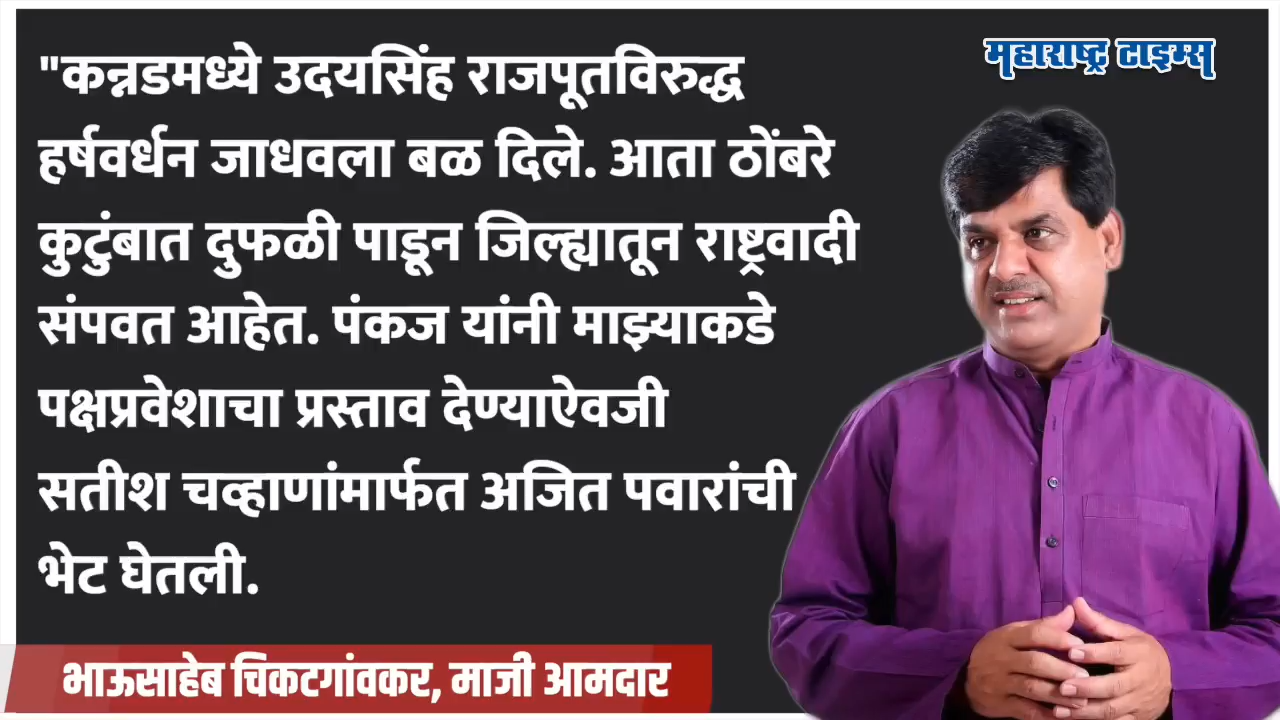 महाराष्ट्र टाइम्स
"कन्नडमध्ये उदयसिंह राजपूतविरुद्ध
हर्षवर्धन जाधवला बळ दिले. आता ठोंबरे
कुटुंबात दुफळी पाडून जिल्ह्यातून राष्ट्रवादी
संपवत आहेत. पंकज यांनी माझ्याकडे
पक्षप्रवेशाचा प्रस्ताव देण्याऐवजी
सतीश चव्हाणांमार्फत अजित पवारांची
भेट घेतली.
भाऊसाहेब चिकटगांवकर, माजी आमदार